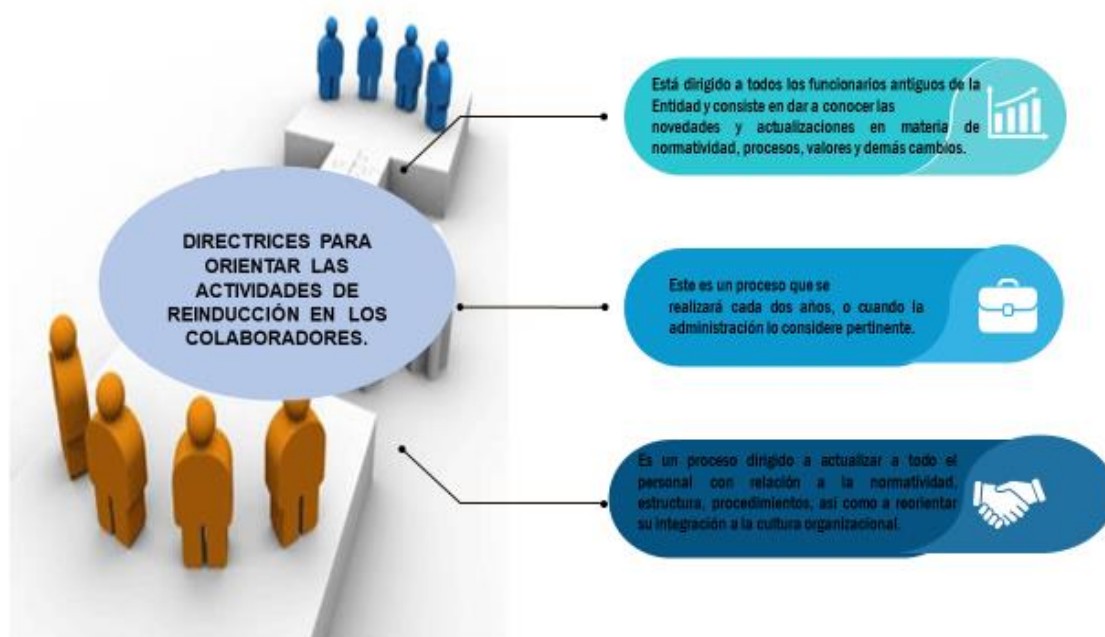 DIRECTRICES PARA
ORIENTAR LAS
ACTIVIDADES DE
REINDUCCIÓN EN LOS
COLABORADORES.
Está dirigido a todos los funcionarios antiguos de la
Entidad y consiste en dar a conocer las
novedades y actualizaciones en materia de
normatividad, procesos, valores y demás cambios.
Este es un proceso que se
realizará cada dos años, o cuando la
administración lo considere pertinente.
Es un proceso dirigido a actualizar a todo el
personal con relación a la normatividad,
estructura, procedimientos, así como a reorientar
su integración a la cultura organizacional.